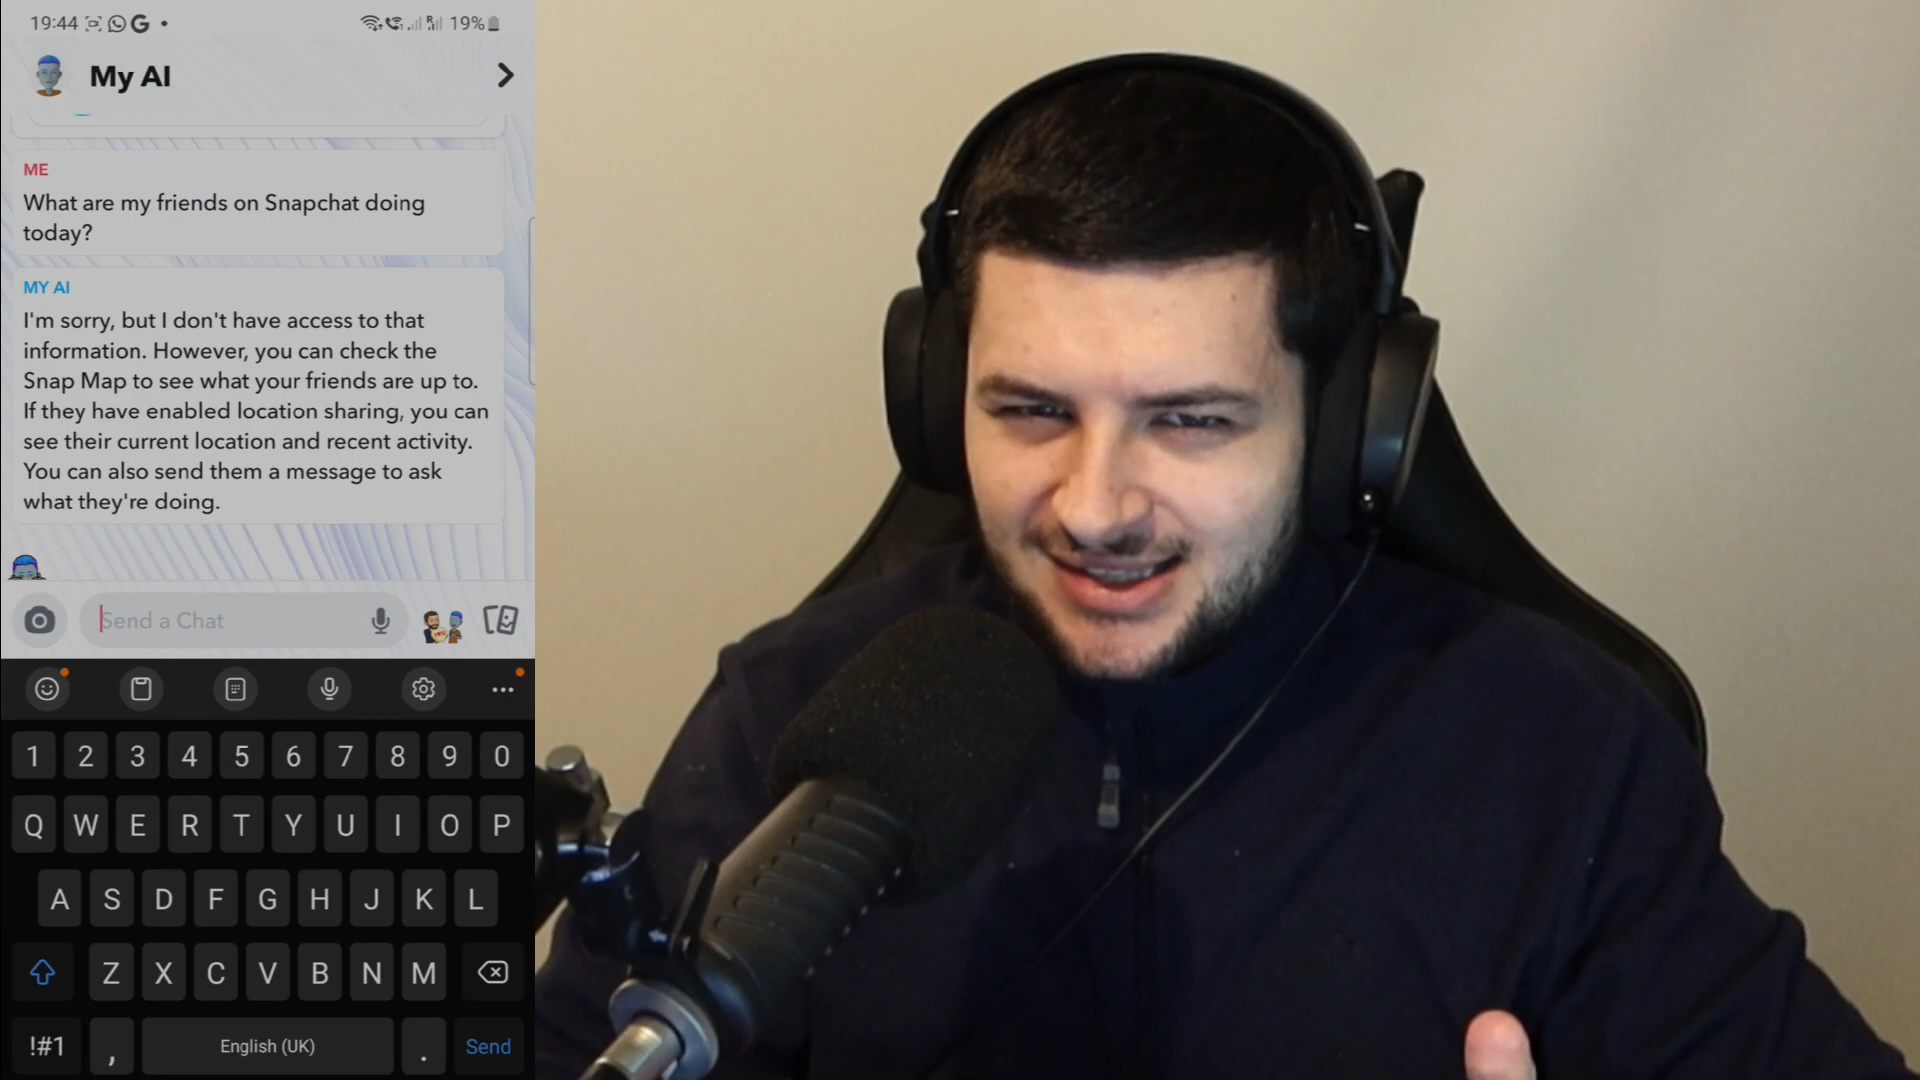 19:44 G 19%
My AI
ME
What are my friends on Snapchat doing
today?
MY AI
I'm sorry, but I don't have access to that
information. However, you can check the
Snap Map to see what your friends are up to.
If they have enabled location sharing, you can
see their current location and recent activity.
You can also send them a message to ask
what they're doing.
Send a Chat
1 2 3 4 5 6 7 8 9 0
Q W E R T Y U I O P
A S D F G H J K L
Z X C V B N M
!#1 , English (UK) . Send